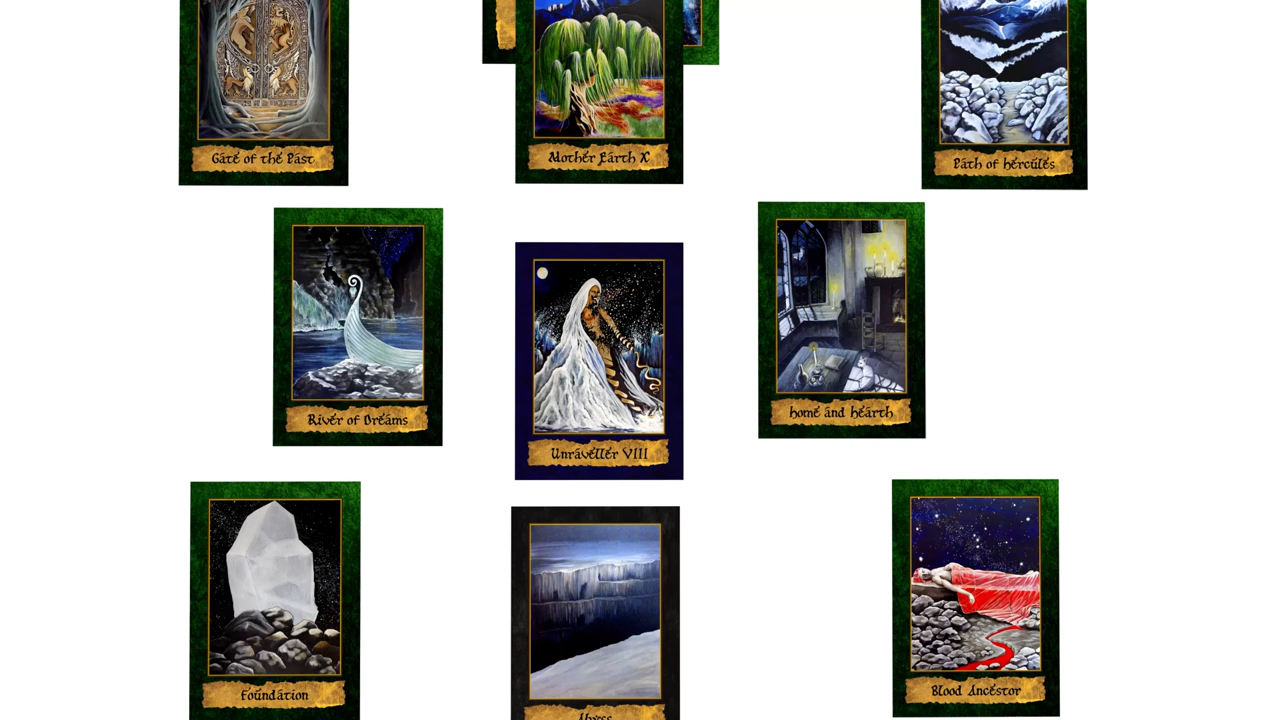 Gate of the Past
Mother Earth X
Path of hercules
River of Dreams
Unraveller VIII
home and hearth
foundation
Abyss
Blood Ancestor